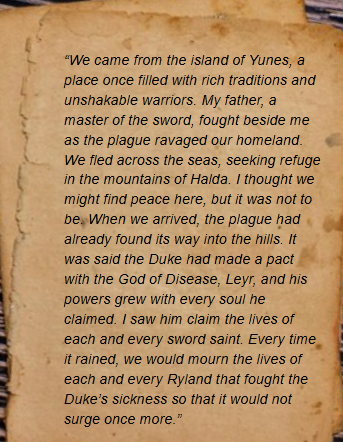 “We came from the island of Yunes, a
place once filled with rich traditions and
unshakable warriors. My father, a
master of the sword, fought beside me
as the plague ravaged our homeland.
We fled across the seas, seeking refuge
in the mountains of Halda. I thought we
might find peace here, but it was not to
be. When we arrived, the plague had
already found its way into the hills. It
was said the Duke had made a pact
with the God of Disease, Leyr, and his
powers grew with every soul he
claimed. I saw him claim the lives of
each and every sword saint. Every time
it rained, we would mourn the lives of
each and every Ryland that fought the
Duke’s sickness so that it would not
surge once more.”